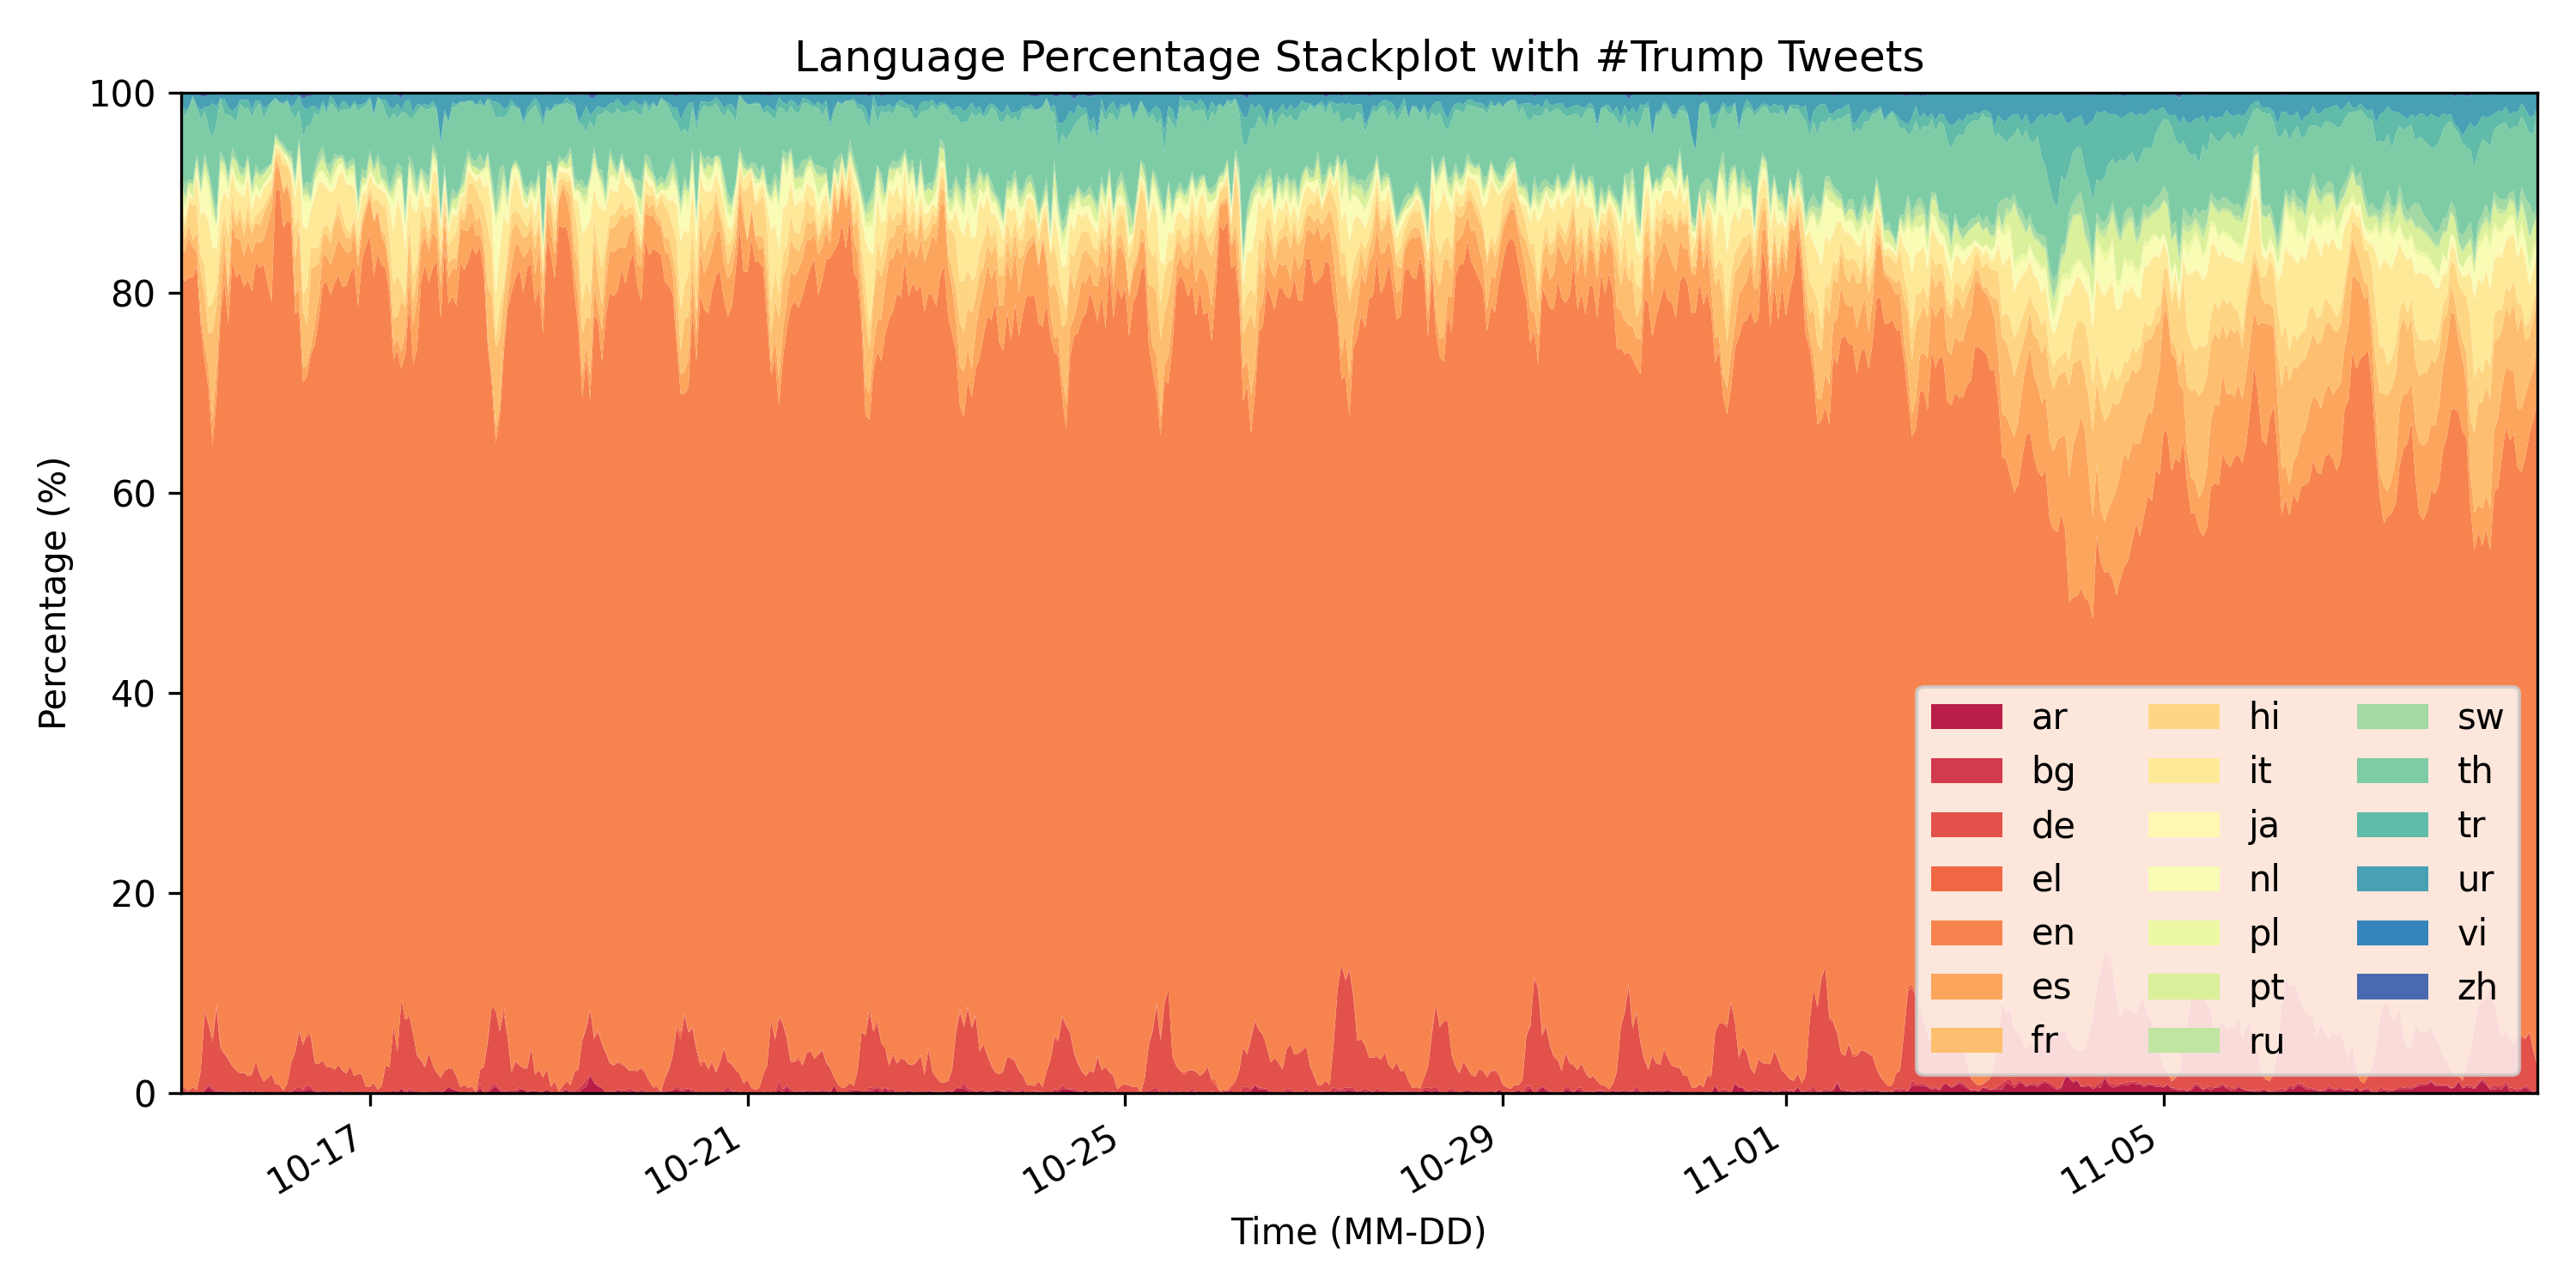 Language Percentage Stackplot with #Trump Tweets
Percentage (%)
100
80
60
40
20
0
ar
bg
de
el
en
es
fr
hi
it
ja
nl
pl
pt
ru
sw
th
tr
ur
vi
zh
10-17
10-21
10-25
10-29
11-01
11-05
Time (MM-DD)